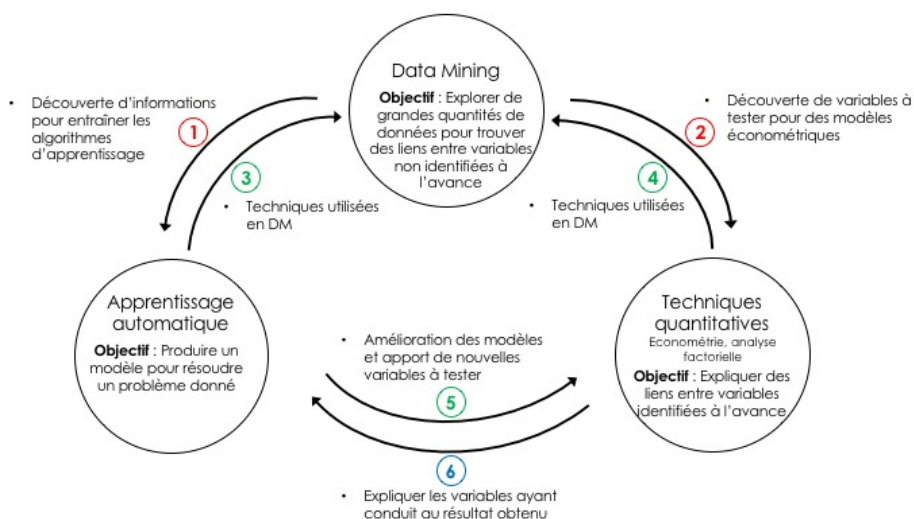 Data Mining
Objectif : Explorer de
grandes quantités de
données pour trouver
des liens entre variables
non identifiées à
l'avance
• Découverte d'informations
pour entraîner les
algorithmes
d'apprentissage
1
2
• Découverte de variables à
tester pour des modèles
économétriques
3
• Techniques utilisées
en DM
4
• Techniques utilisées
en DM
Apprentissage
automatique
Objectif : Produire un
modèle pour résoudre
un problème donné
Techniques
quantitatives
Econométrie, analyse
factorielle
Objectif : Expliquer des
liens entre variables
identifiées à l'avance
• Amélioration des modèles
et apport de nouvelles
variables à tester
5
6
• Expliquer les variables ayant
conduit au résultat obtenu